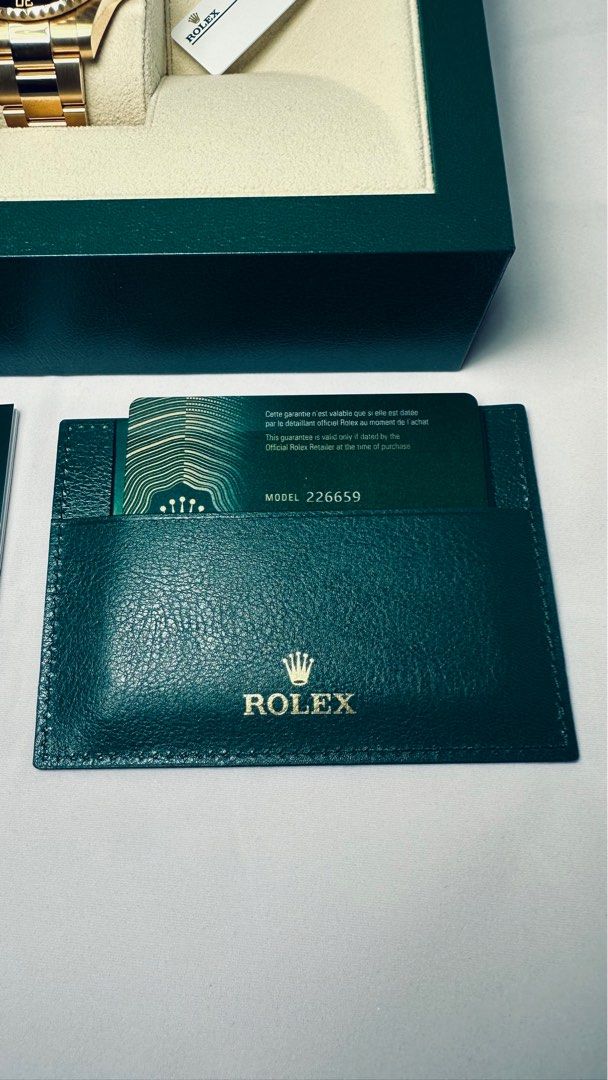 ROLEX
Cette garantie n'est valable que si elle est datée
par le détaillant officiel Rolex au moment de l'achat
This guarantee is valid only if dated by the
Official Rolex Retailer at the time of purchase
MODEL 226659
ROLEX